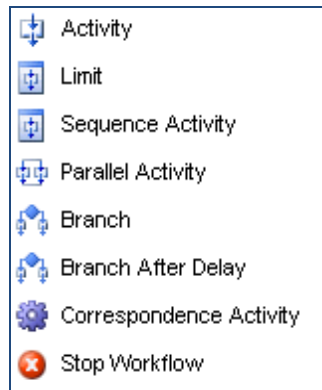 Activity
Limit
Sequence Activity
Parallel Activity
Branch
Branch After Delay
Correspondence Activity
Stop Workflow